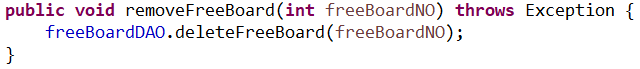 public void removeFreeBoard(int freeBoardNO) throws Exception {
    freeBoardDAO.deleteFreeBoard(freeBoardNO);
}